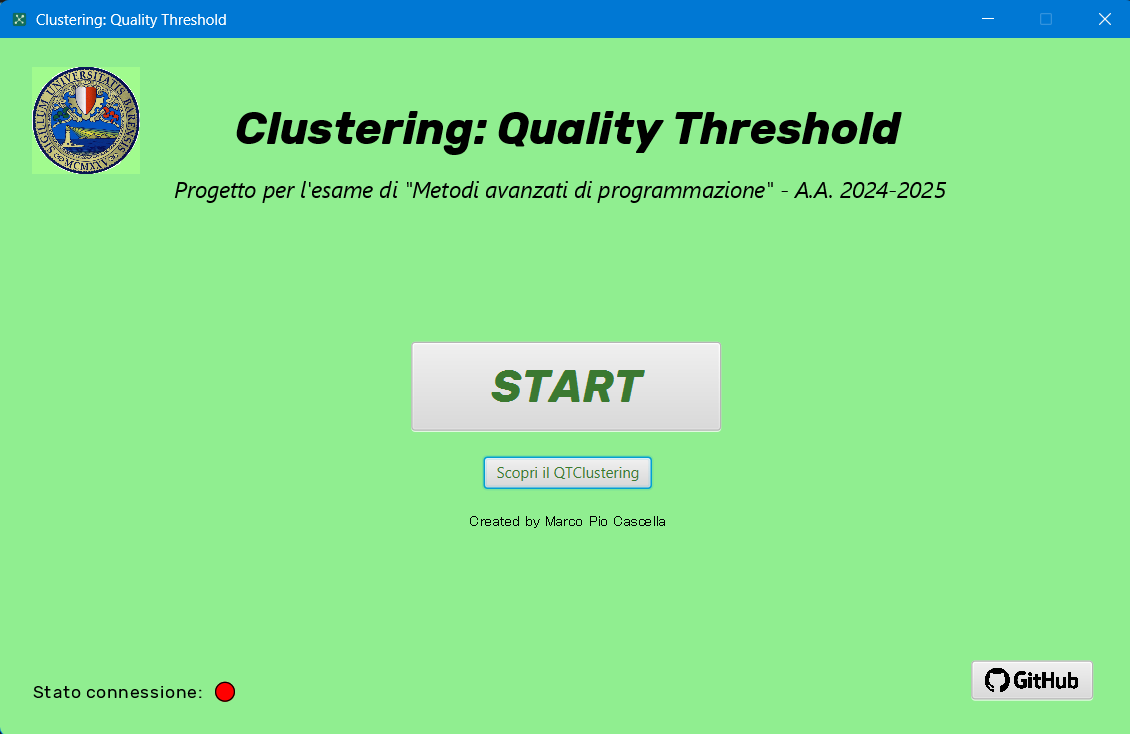 Clustering: Quality Threshold
SIGILLUM UNIVERSITATIS BARENSIS
MCMXXV
Clustering: Quality Threshold
Progetto per l'esame di "Metodi avanzati di programmazione" - A.A. 2024-2025
START
Scopri il QTClustering
Created by Marco Pio Cascella
Stato connessione:
GitHub